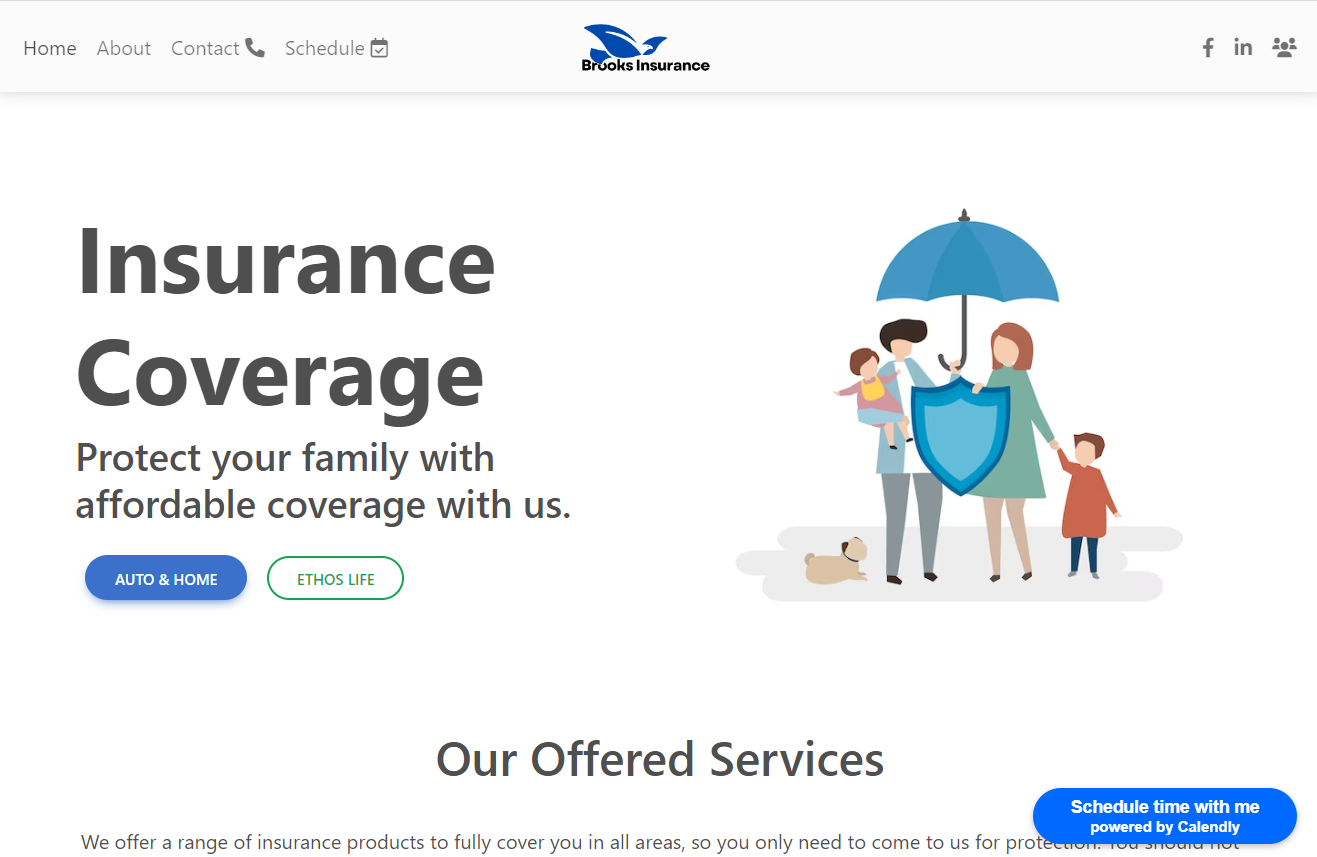 Home About Contact Schedule
Brooks Insurance
Insurance
Coverage
Protect your family with
affordable coverage with us.
AUTO & HOME ETHOS LIFE
Our Offered Services
We offer a range of insurance products to fully cover you in all areas, so you only need to come to us for protection. You should not
Schedule time with me
powered by Calendly